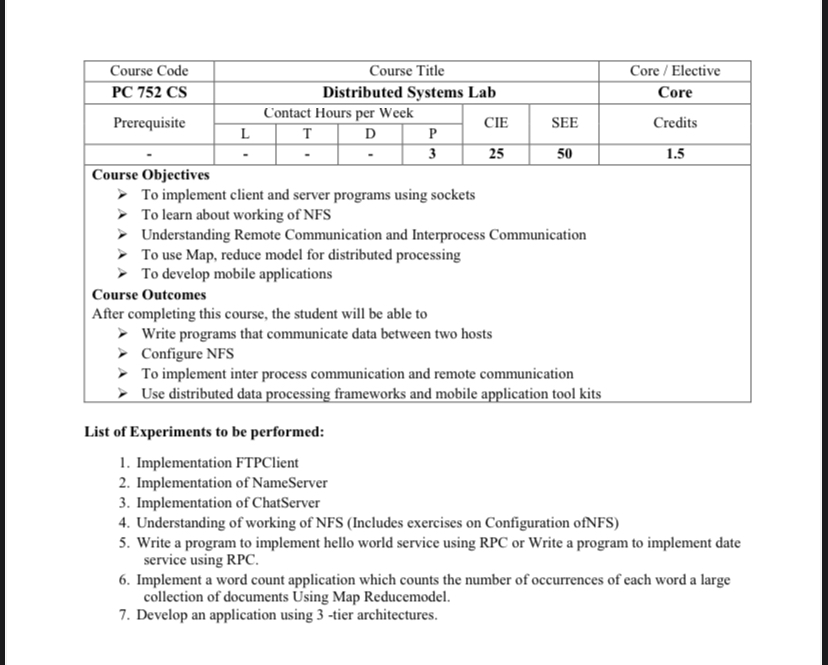 Course Code Course Title Core / Elective
PC 752 CS Distributed Systems Lab Core
Prerequisite Contact Hours per Week CIE SEE Credits
L T D P
- - - - 3 25 50 1.5
Course Objectives
➢ To implement client and server programs using sockets
➢ To learn about working of NFS
➢ Understanding Remote Communication and Interprocess Communication
➢ To use Map, reduce model for distributed processing
➢ To develop mobile applications
Course Outcomes
After completing this course, the student will be able to
➢ Write programs that communicate data between two hosts
➢ Configure NFS
➢ To implement inter process communication and remote communication
➢ Use distributed data processing frameworks and mobile application tool kits
List of Experiments to be performed:
1. Implementation FTPClient
2. Implementation of NameServer
3. Implementation of ChatServer
4. Understanding of working of NFS (Includes exercises on Configuration ofNFS)
5. Write a program to implement hello world service using RPC or Write a program to implement date
service using RPC.
6. Implement a word count application which counts the number of occurrences of each word a large
collection of documents Using Map Reducemodel.
7. Develop an application using 3 -tier architectures.